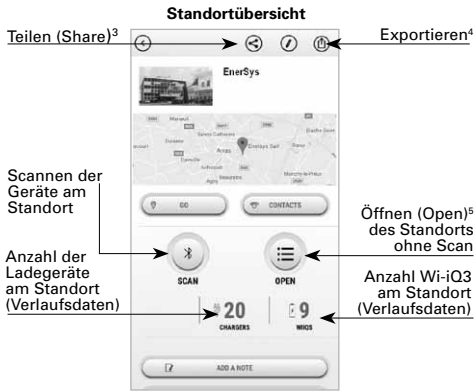 Standortübersicht
Teilen (Share)³
Exportieren⁴
EnerSys
Scannen der
Geräte am
Standort
GO
CONTACTS
Öffnen (Open)⁵
des Standorts
ohne Scan
SCAN
OPEN
Anzahl der
Ladegeräte
am Standort
(Verlaufsdaten)
20
CHARGERS
9
WIIQS
Anzahl Wi-iQ3
am Standort
(Verlaufsdaten)
ADD A NOTE